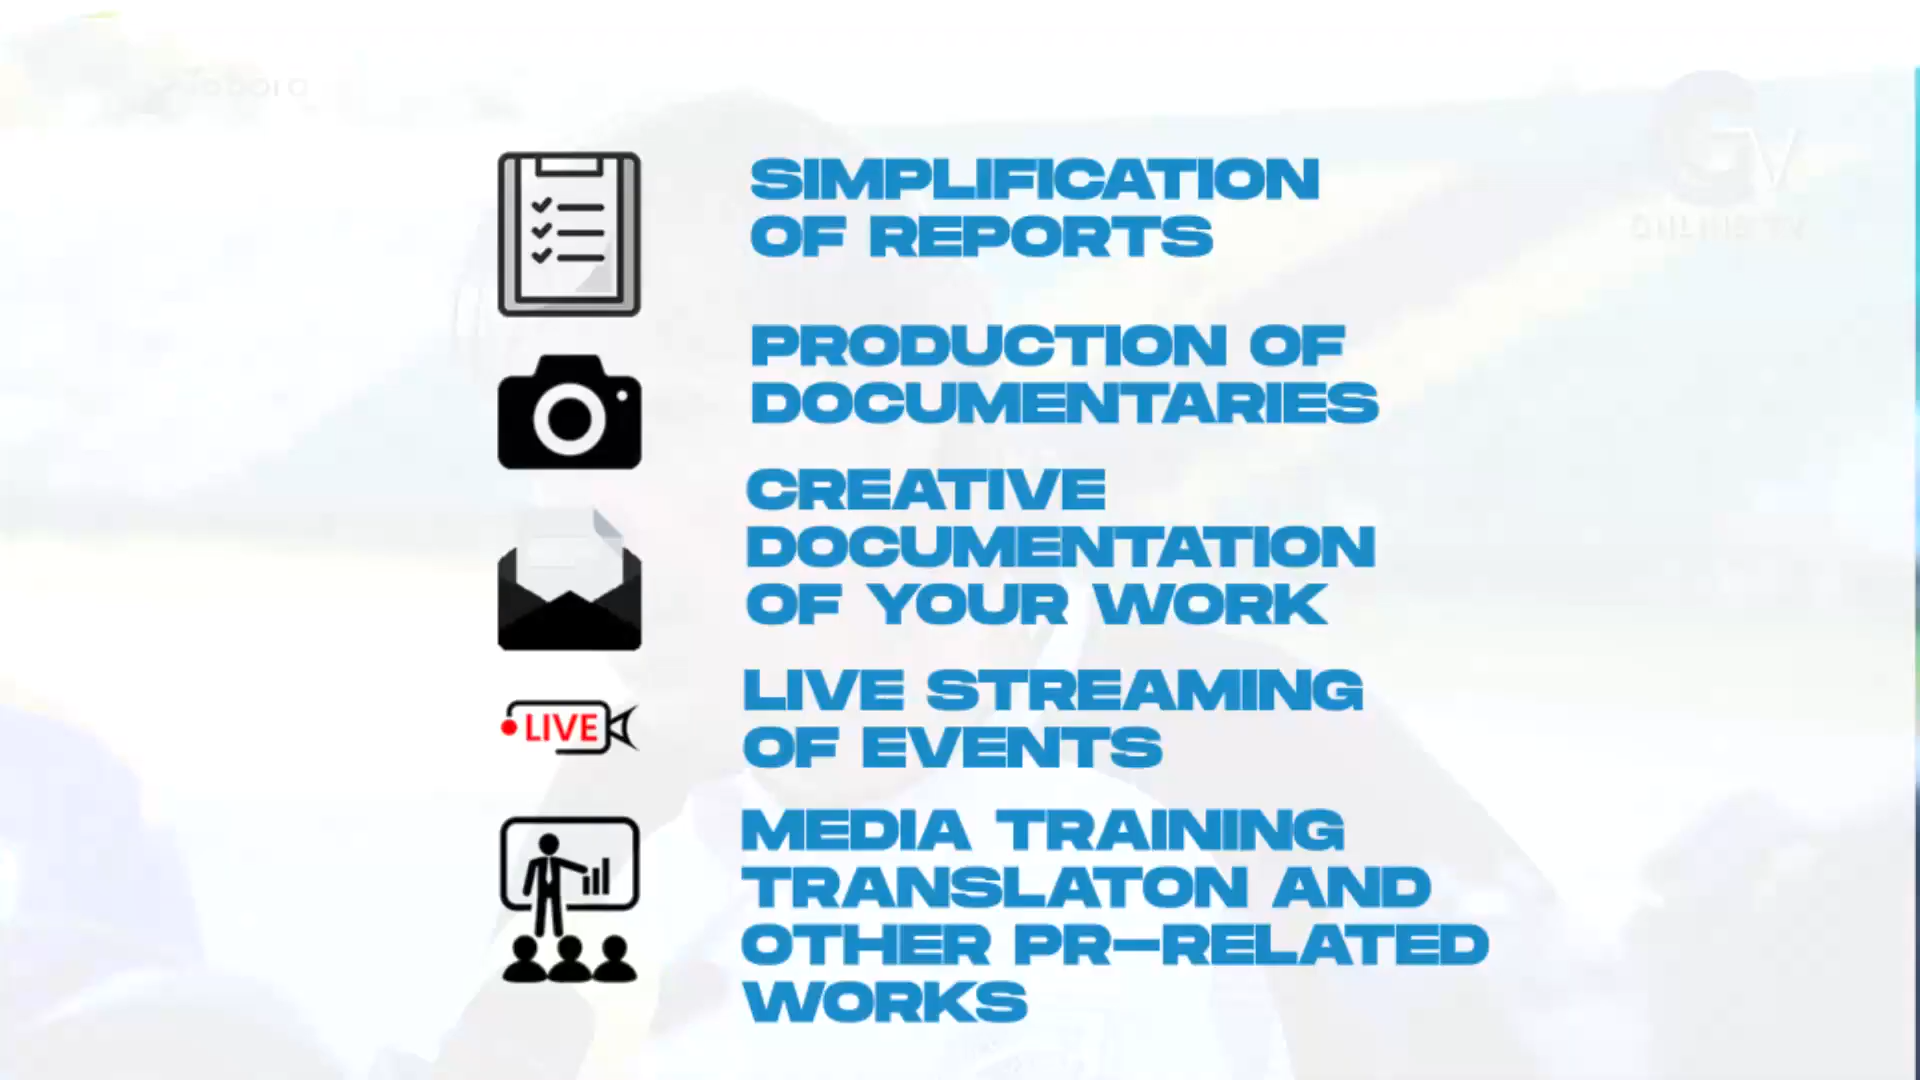 SIMPLIFICATION
OF REPORTS
PRODUCTION OF
DOCUMENTARIES
CREATIVE
DOCUMENTATION
OF YOUR WORK
LIVE
LIVE STREAMING
OF EVENTS
MEDIA TRAINING
TRANSLATON AND
OTHER PR-RELATED
WORKS